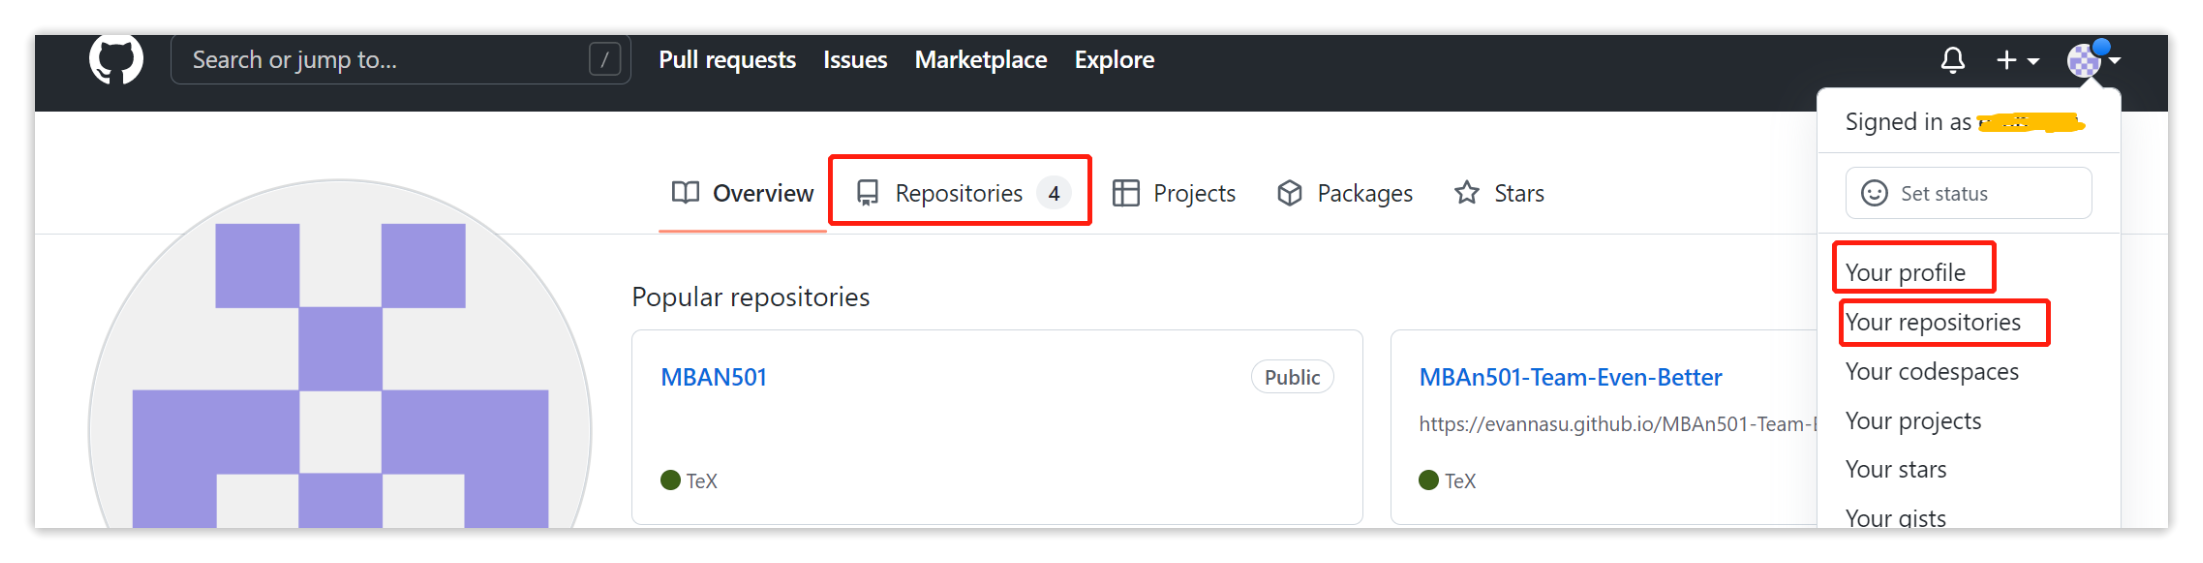 Search or jump to... / Pull requests Issues Marketplace Explore
Signed in as
Overview Repositories 4 Projects Packages Stars
Set status
Your profile
Your repositories
Your codespaces
Your projects
Your stars
Your gists
Popular repositories
MBAN501 Public
TeX
MBAn501-Team-Even-Better
https://evannasu.github.io/MBAn501-Team-
TeX